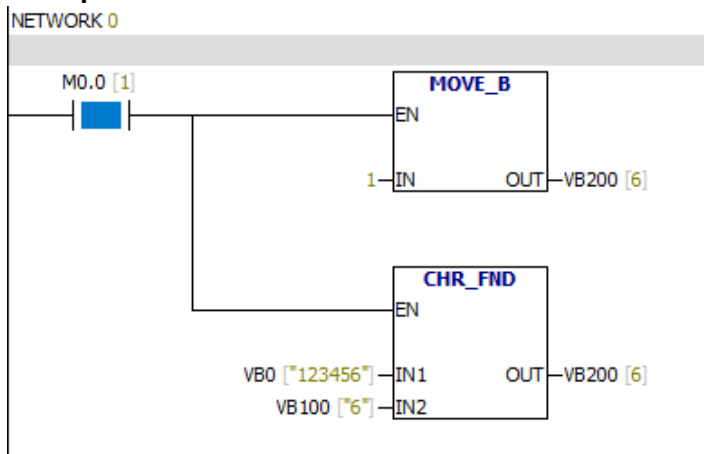 NETWORK 0
M0.0 [1]
MOVE_B
EN
1 IN OUT VB200 [6]
CHR_FND
EN
VB0 ["123456"] IN1 OUT VB200 [6]
VB100 ["6"] IN2